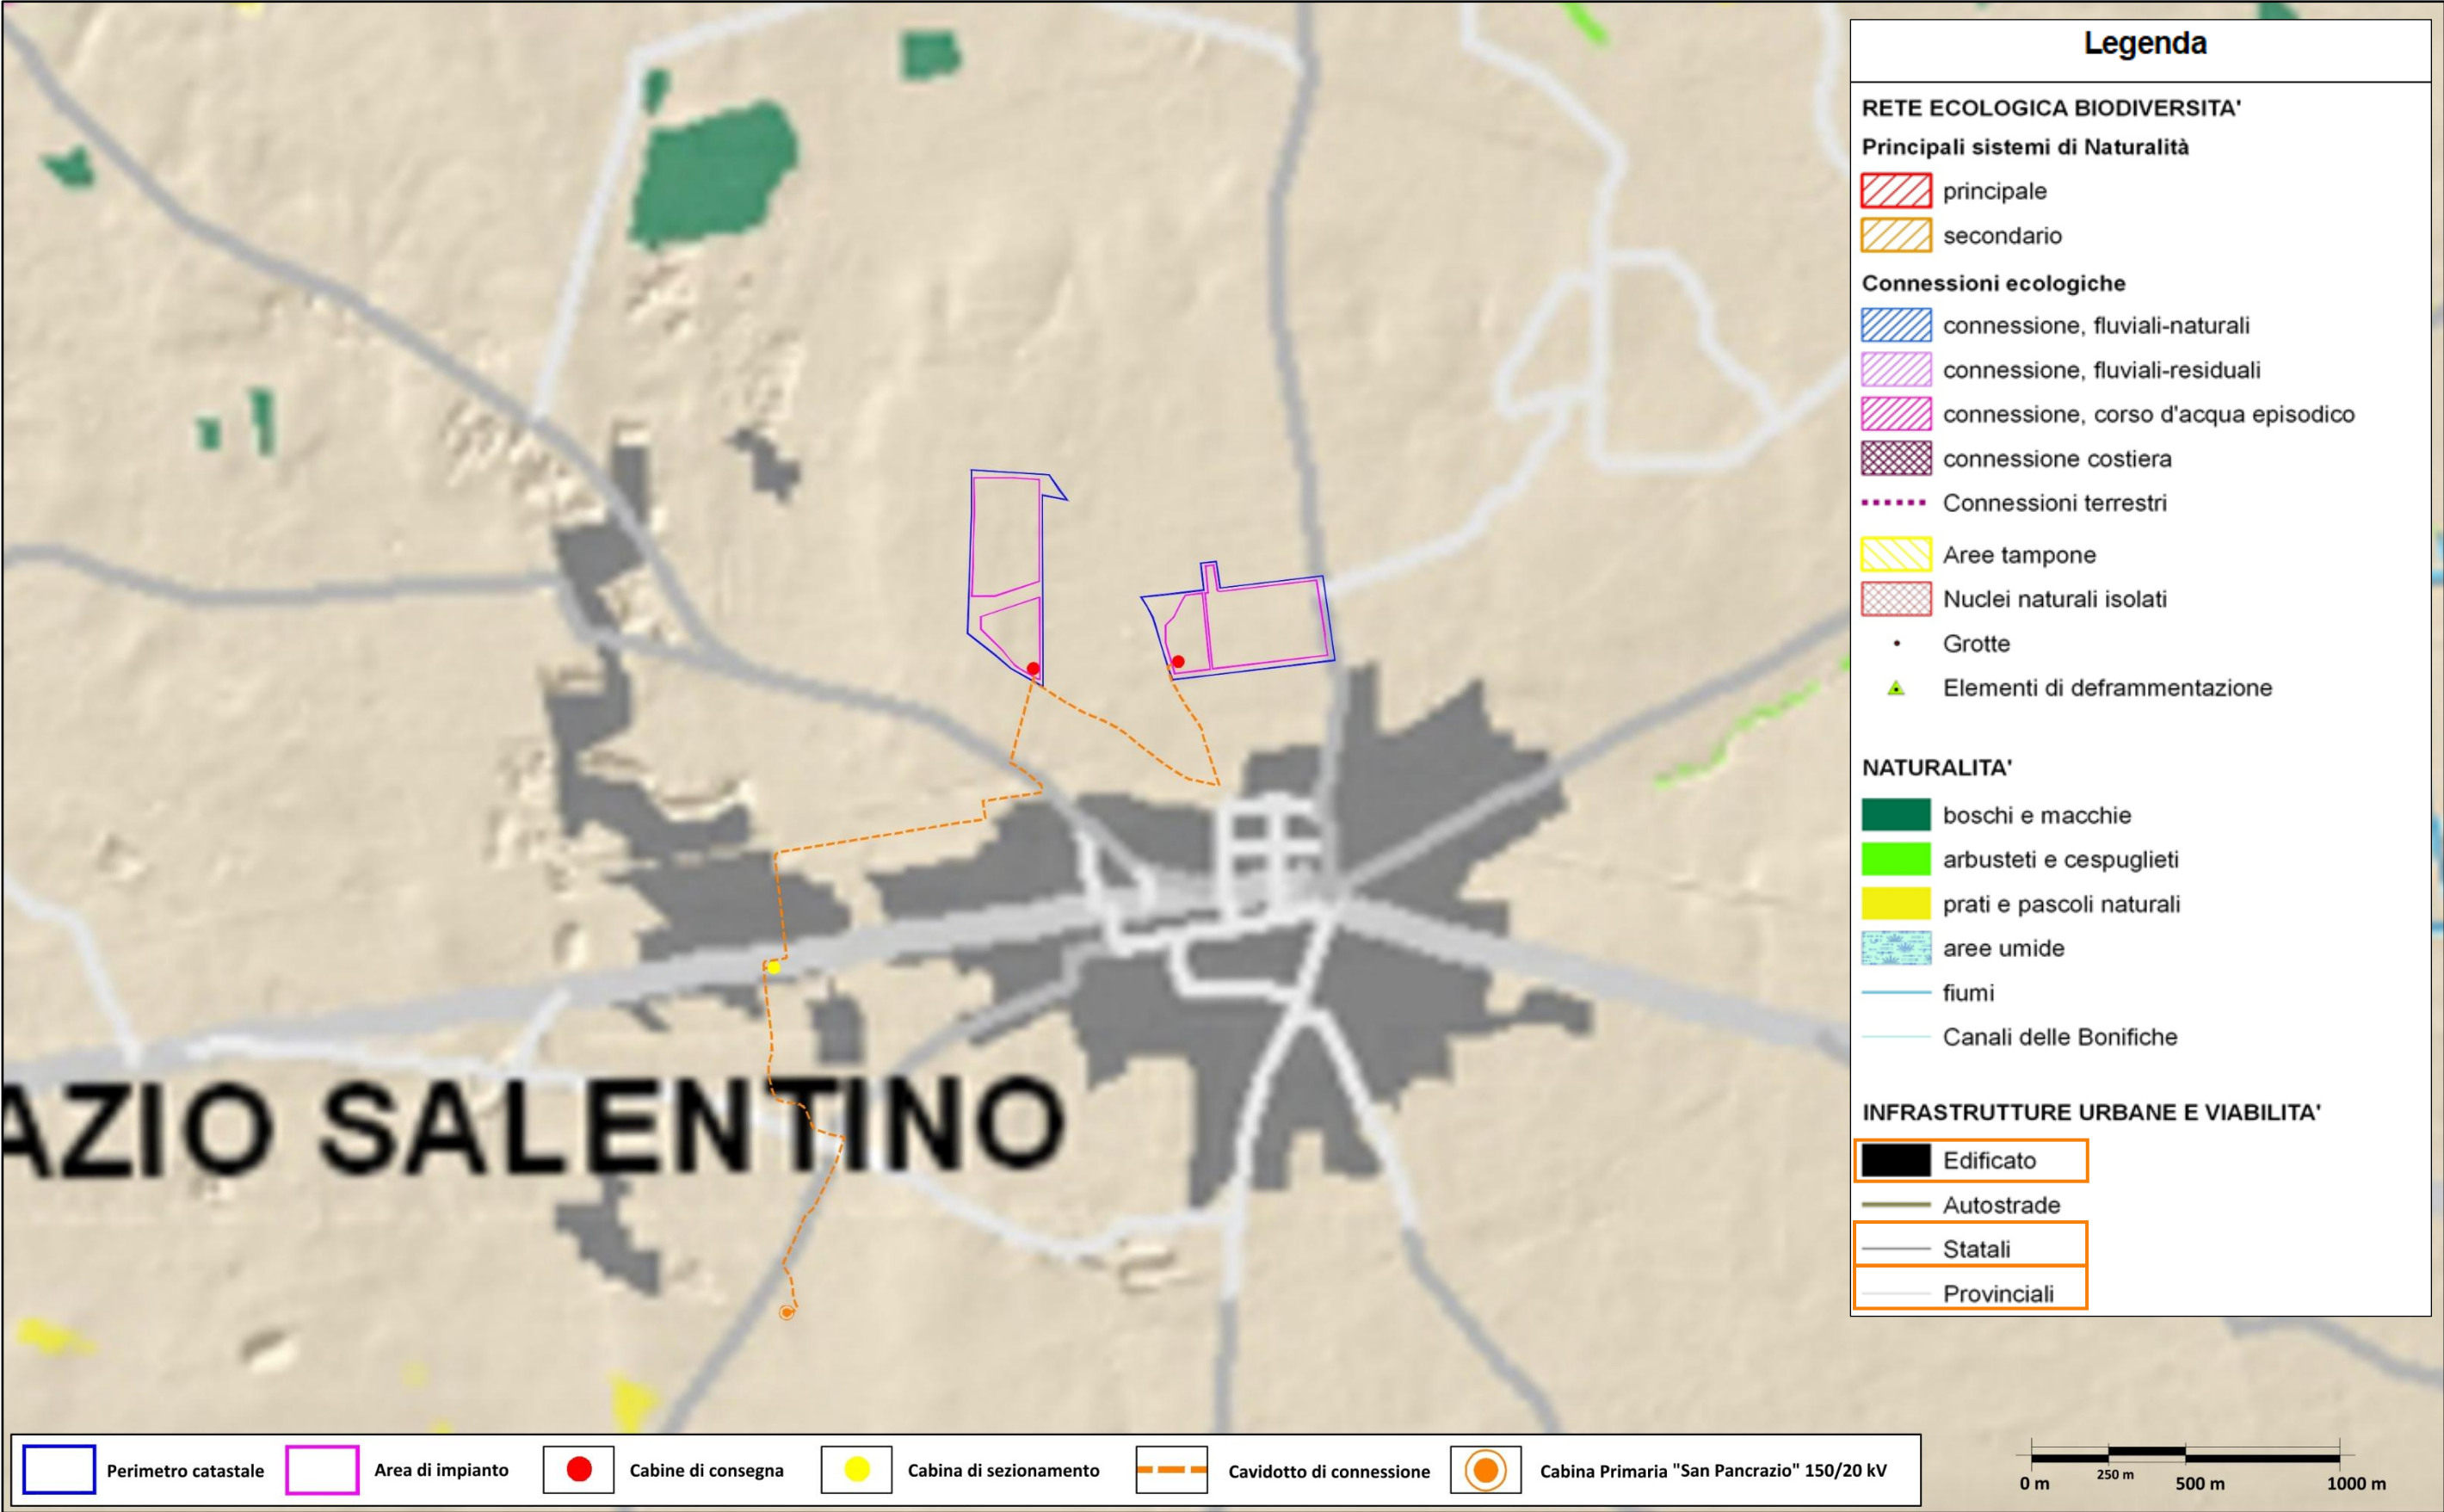 Legenda
RETE ECOLOGICA BIODIVERSITA'
Principali sistemi di Naturalità
principale
secondario
Connessioni ecologiche
connessione, fluviali-naturali
connessione, fluviali-residuali
connessione, corso d'acqua episodico
connessione costiera
Connessioni terrestri
Aree tampone
Nuclei naturali isolati
Grotte
Elementi di deframmentazione
NATURALITA'
boschi e macchie
arbusteti e cespuglieti
prati e pascoli naturali
aree umide
fiumi
Canali delle Bonifiche
INFRASTRUTTURE URBANE E VIABILITA'
Edificato
Autostrade
Statali
Provinciali
AZIO SALENTINO
Perimetro catastale
Area di impianto
Cabine di consegna
Cabina di sezionamento
Cavidotto di connessione
Cabina Primaria "San Pancrazio" 150/20 kV
0 m 250 m 500 m 1000 m